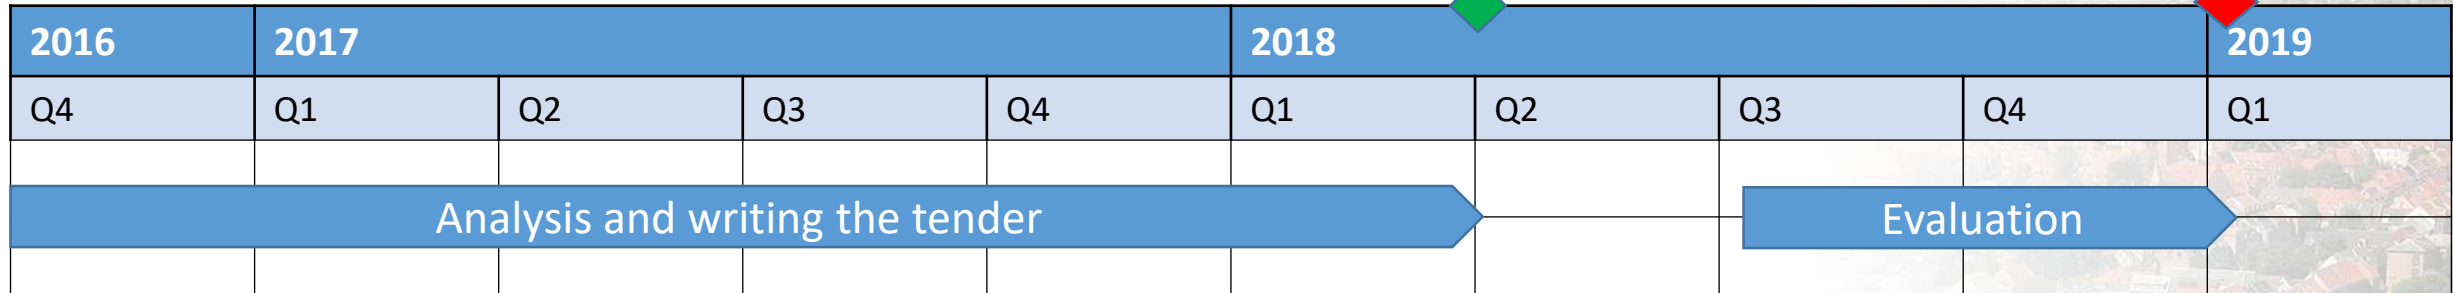 2016 2017 2018 2019
Q4 Q1 Q2 Q3 Q4 Q1 Q2 Q3 Q4 Q1
Analysis and writing the tender Evaluation